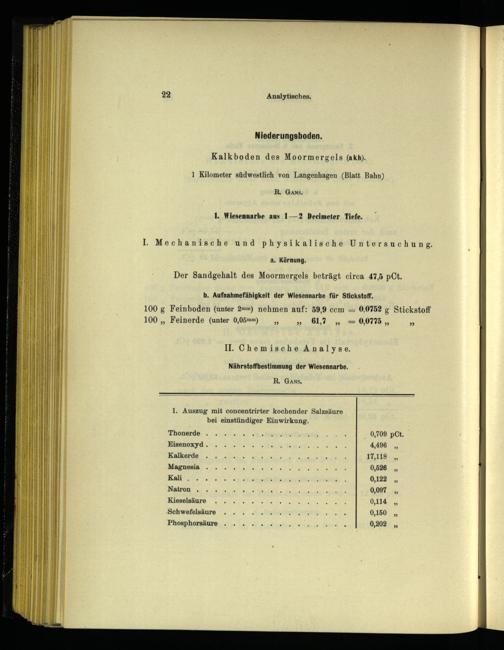 22 Analytisches.
Niederungsboden.
Kalkboden des Moormergels (akh).
1 Kilometer südwestlich von Langenhagen (Blatt Bahn)
R. Gans.
I. Wiesennarbe aus 1—2 Decimeter Tiefe.
I. Mechanische und physikalische Untersuchung.
a. Körnung.
Der Sandgehalt des Moormergels beträgt circa 47,5 pCt.
b. Aufnahmefähigkeit der Wiesennarbe für Stickstoff.
100 g Feinboden (unter 2mm) nehmen auf: 59,9 ccm = 0,0752 g Stickstoff
100 „ Feinerde (unter 0,05mm) „ „ 61,7 „ = 0,0775 „ „
II. Chemische Analyse.
Nährstoffbestimmung der Wiesennarbe.
R. Gans.
1. Auszug mit concentrirter kochender Salzsäure
bei einstündiger Einwirkung.
Thonerde . . . . . . . . . . . . . 0,709 pCt.
Eisenoxyd . . . . . . . . . . . . . 4,496 „
Kalkerde . . . . . . . . . . . . . 17,118 „
Magnesia . . . . . . . . . . . . . 0,526 „
Kali . . . . . . . . . . . . . . . 0,122 „
Natron . . . . . . . . . . . . . . 0,097 „
Kieselsäure . . . . . . . . . . . . 0,114 „
Schwefelsäure . . . . . . . . . . . 0,150 „
Phosphorsäure . . . . . . . . . . . 0,202 „